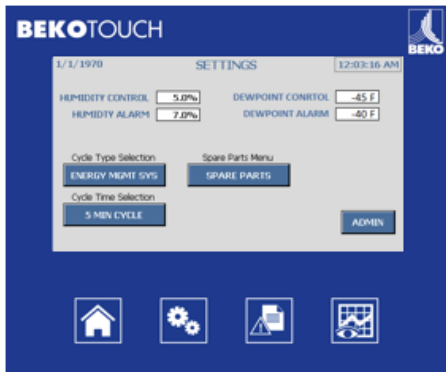 BEKOTOUCH
BEKO
1/1/1970 SETTINGS 12:03:16 AM
HUMIDITY CONTROL 5.0% DEWPOINT CONRTOL -45 F
HUMIDTY ALARM 7.0% DEWPOINT ALARM -40 F
Cycle Type Selection Spare Parts Menu
ENERGY MGMT SYS SPARE PARTS
Cycle Time Selection
5 MIN CYCLE ADMIN